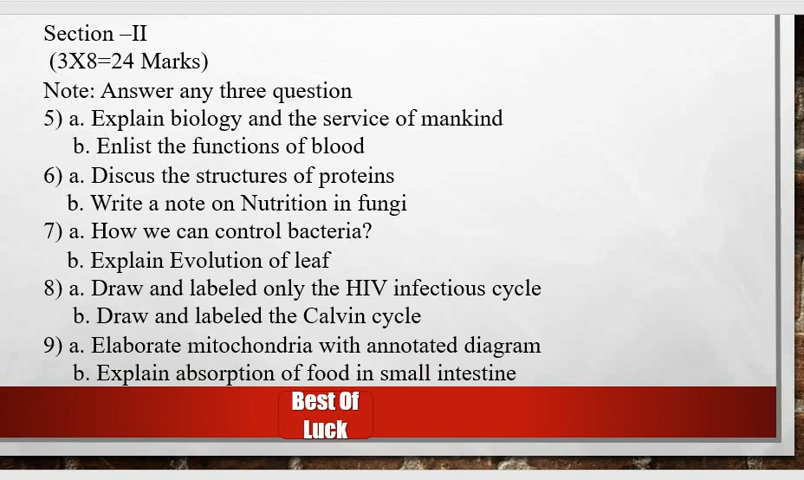 Section –II
(3X8=24 Marks)
Note: Answer any three question
5) a. Explain biology and the service of mankind
b. Enlist the functions of blood
6) a. Discus the structures of proteins
b. Write a note on Nutrition in fungi
7) a. How we can control bacteria?
b. Explain Evolution of leaf
8) a. Draw and labeled only the HIV infectious cycle
b. Draw and labeled the Calvin cycle
9) a. Elaborate mitochondria with annotated diagram
b. Explain absorption of food in small intestine
Best Of
Luck